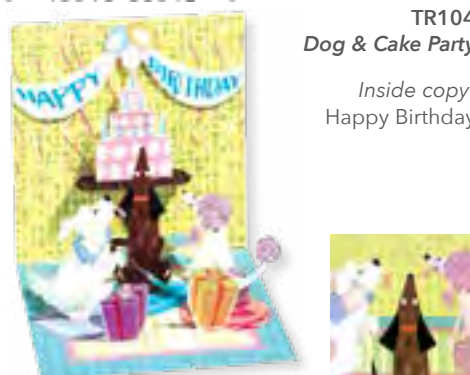 TR104
Dog & Cake Party
Inside copy
Happy Birthday
HAPPY BIRTHDAY